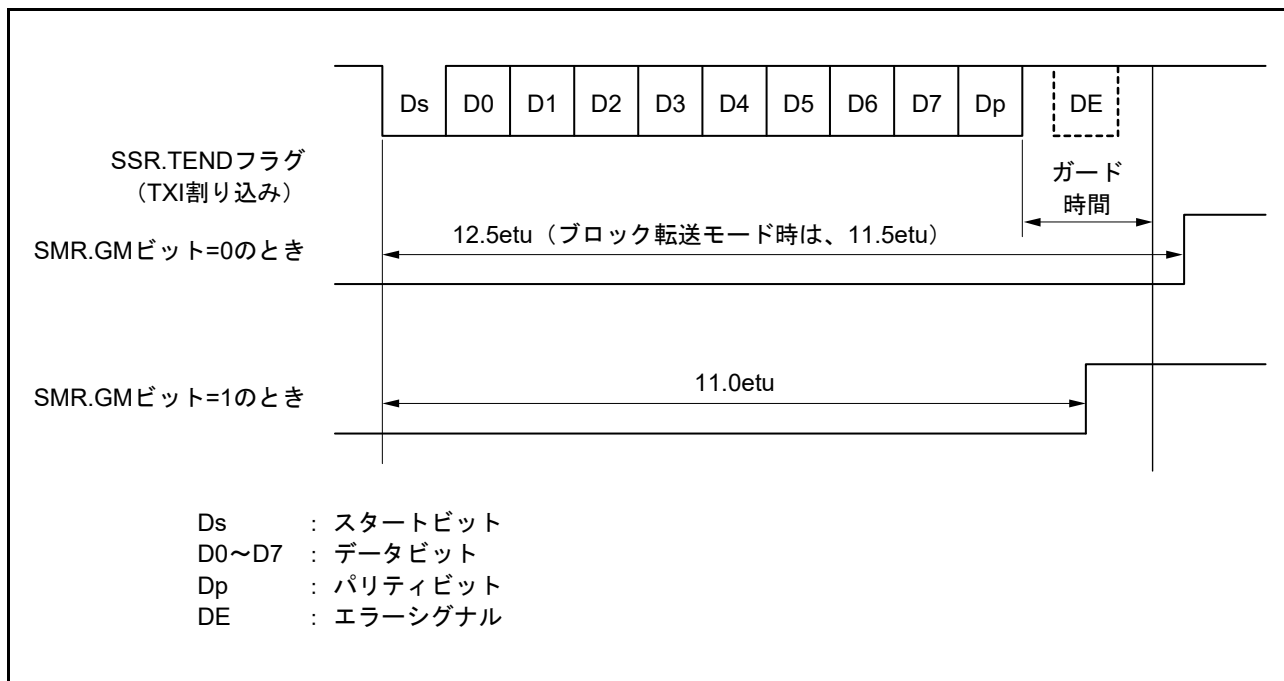 Ds D0 D1 D2 D3 D4 D5 D6 D7 Dp DE
SSR.TENDフラグ
(TXI割り込み)
ガード
時間
12.5etu(ブロック転送モード時は、11.5etu)
SMR.GMビット=0のとき
11.0etu
SMR.GMビット=1のとき
Ds : スタートビット
D0~D7 : データビット
Dp : パリティビット
DE : エラーシグナル